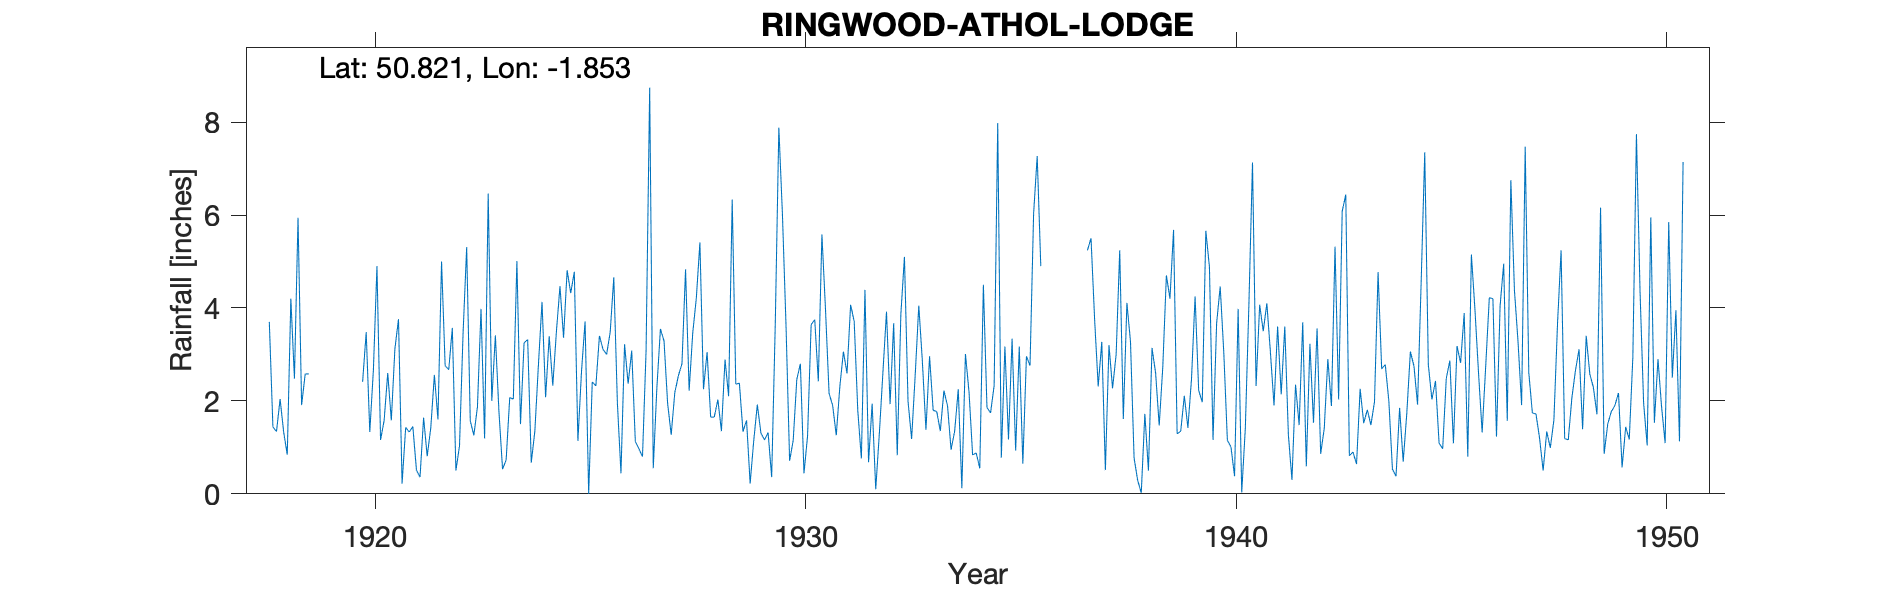 RINGWOOD-ATHOL-LODGE
Lat: 50.821, Lon: -1.853
8
6
4
2
0
Rainfall [inches]
1920 1930 1940 1950
Year